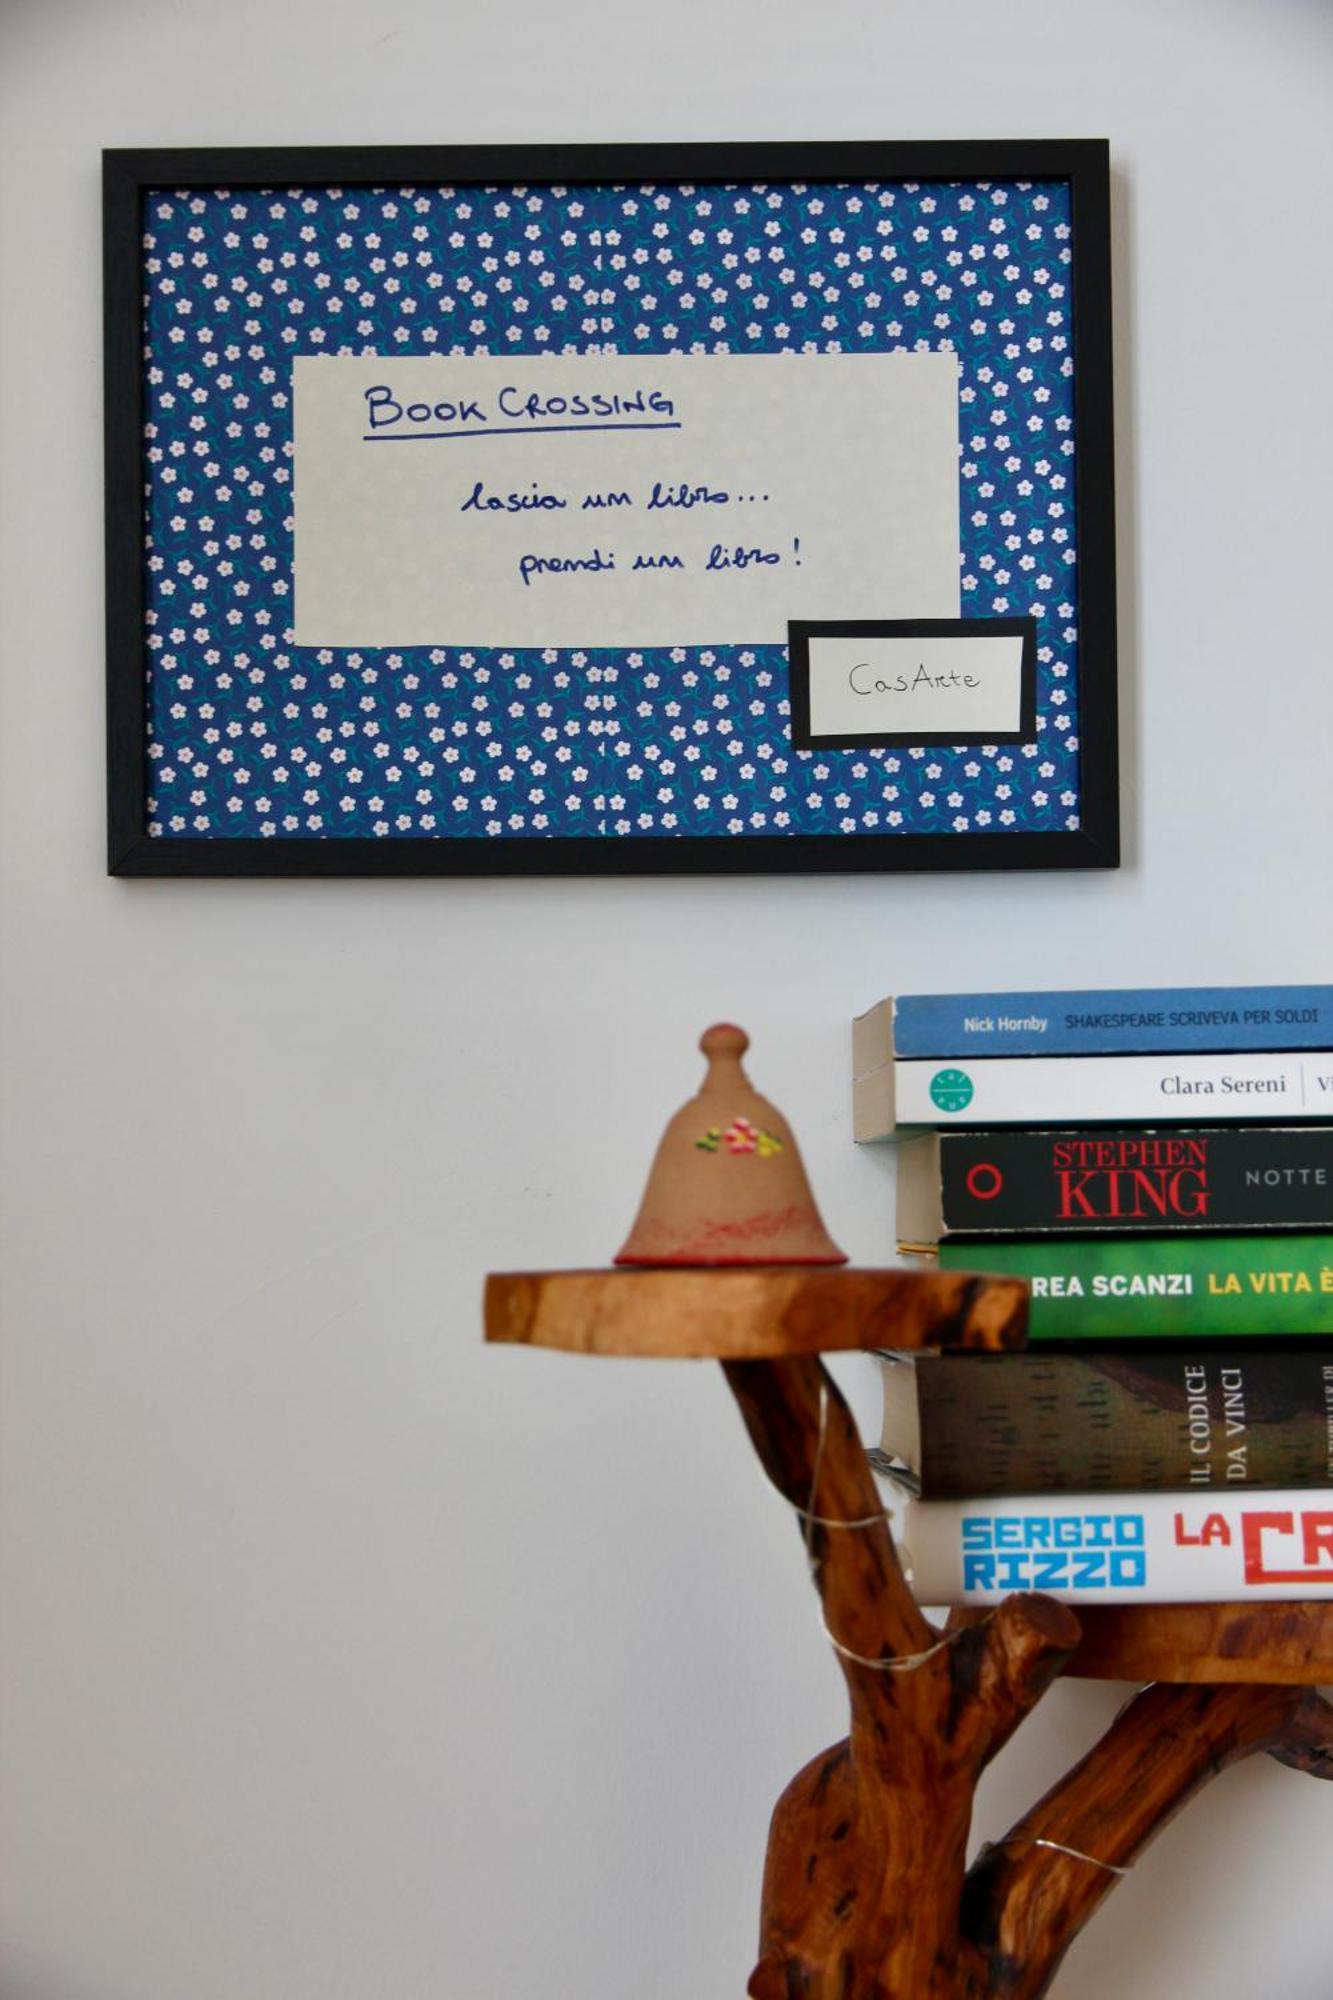 BOOK CROSSING
lascia un libro...
prendi un libro!
CasArte
Nick Hornby SHAKESPEARE SCRIVEVA PER SOLDI
Clara Sereni
STEPHEN
KING NOTTE
REA SCANZI LA VITA È
IL CODICE
DA VINCI
SERGIO
RIZZO
LA CR